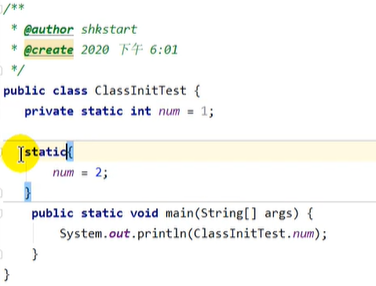 /**
 * @author shkstart
 * @create 2020 下午 6:01
 */
public class ClassInitTest {
    private static int num = 1;
    static{
        num = 2;
    }
    public static void main(String[] args) {
        System.out.println(ClassInitTest.num);
    }
}